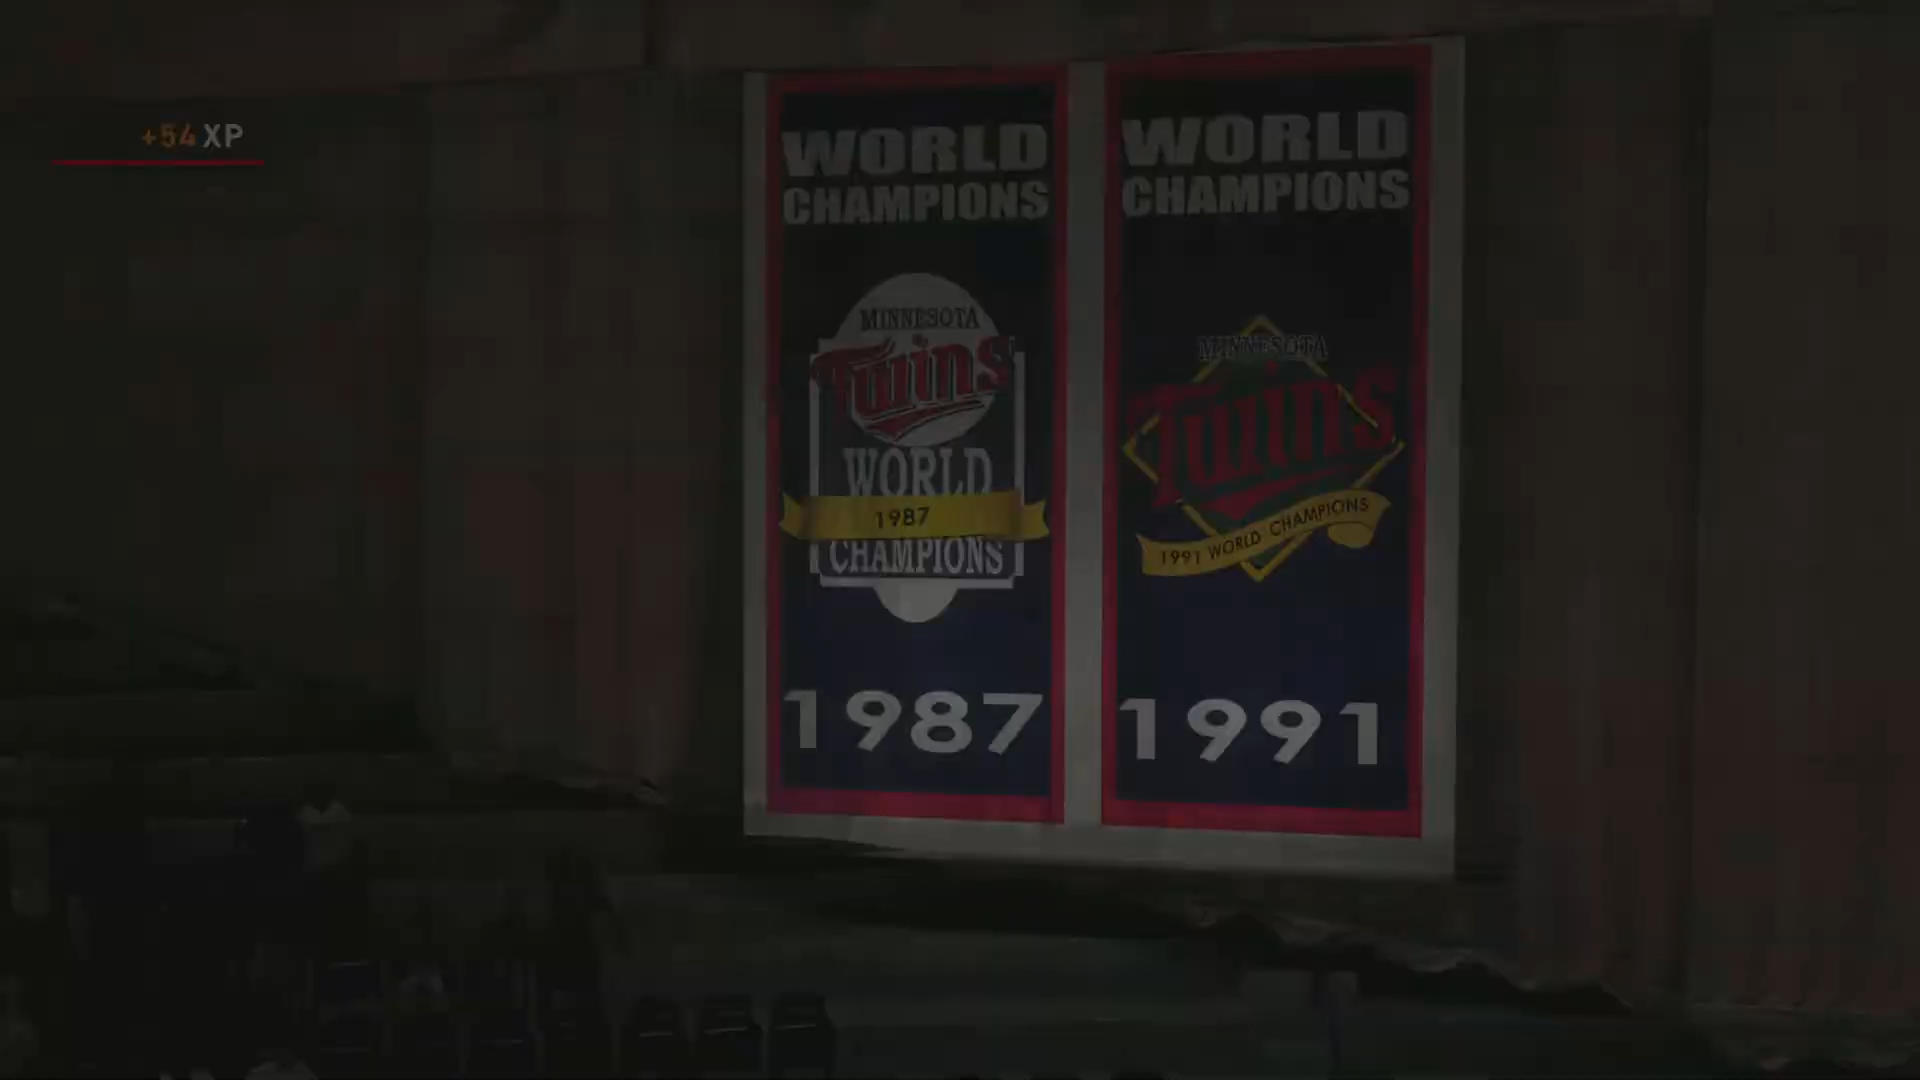 +54 XP
WORLD
CHAMPIONS
MINNESOTA
Twins
WORLD
1987
CHAMPIONS
1987
WORLD
CHAMPIONS
MINNESOTA
Twins
1991 WORLD CHAMPIONS
1991